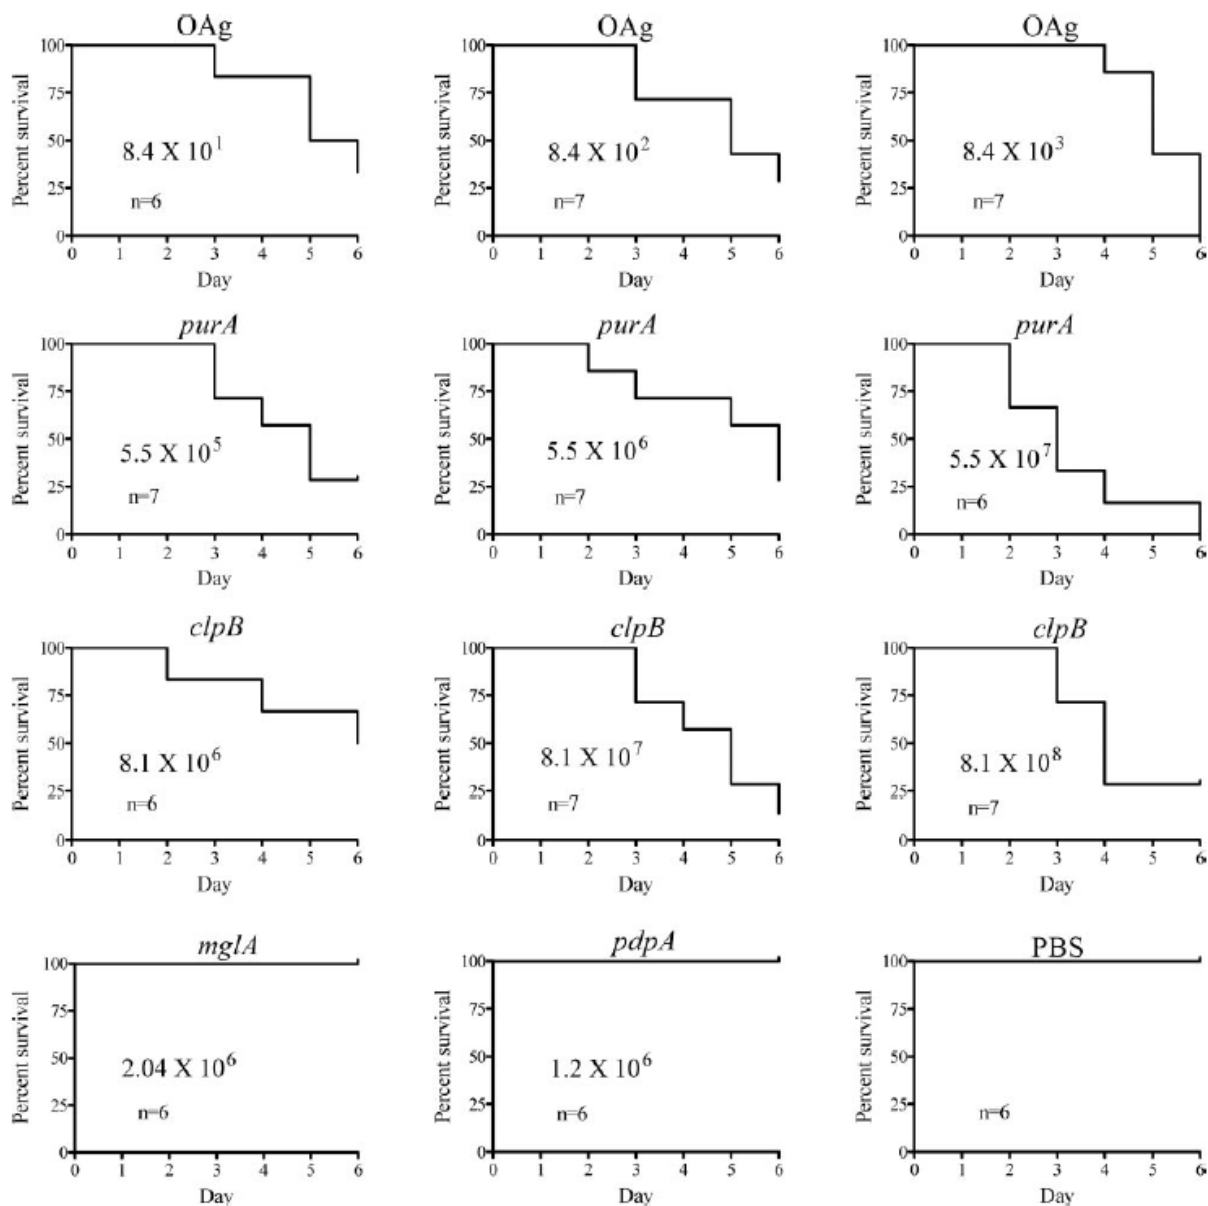 OAg OAg OAg
100 100 100
75 75 75
50 50 50
25 25 25
0 0 0
Percent survival Percent survival Percent survival
8.4 X 10^1 8.4 X 10^2 8.4 X 10^3
n=6 n=7 n=7
0 1 2 3 4 5 6 0 1 2 3 4 5 6 0 1 2 3 4 5 6
Day Day Day
purA purA purA
100 100 100
75 75 75
50 50 50
25 25 25
0 0 0
Percent survival Percent survival Percent survival
5.5 X 10^5 5.5 X 10^6 5.5 X 10^7
n=7 n=7 n=6
0 1 2 3 4 5 6 0 1 2 3 4 5 6 0 1 2 3 4 5 6
Day Day Day
clpB clpB clpB
100 100 100
75 75 75
50 50 50
25 25 25
0 0 0
Percent survival Percent survival Percent survival
8.1 X 10^6 8.1 X 10^7 8.1 X 10^8
n=6 n=7 n=7
0 1 2 3 4 5 6 0 1 2 3 4 5 6 0 1 2 3 4 5 6
Day Day Day
mglA pdpA PBS
100 100 100
75 75 75
50 50 50
25 25 25
0 0 0
Percent survival Percent survival Percent survival
2.04 X 10^6 1.2 X 10^6
n=6 n=6 n=6
0 1 2 3 4 5 6 0 1 2 3 4 5 6 0 1 2 3 4 5 6
Day Day Day